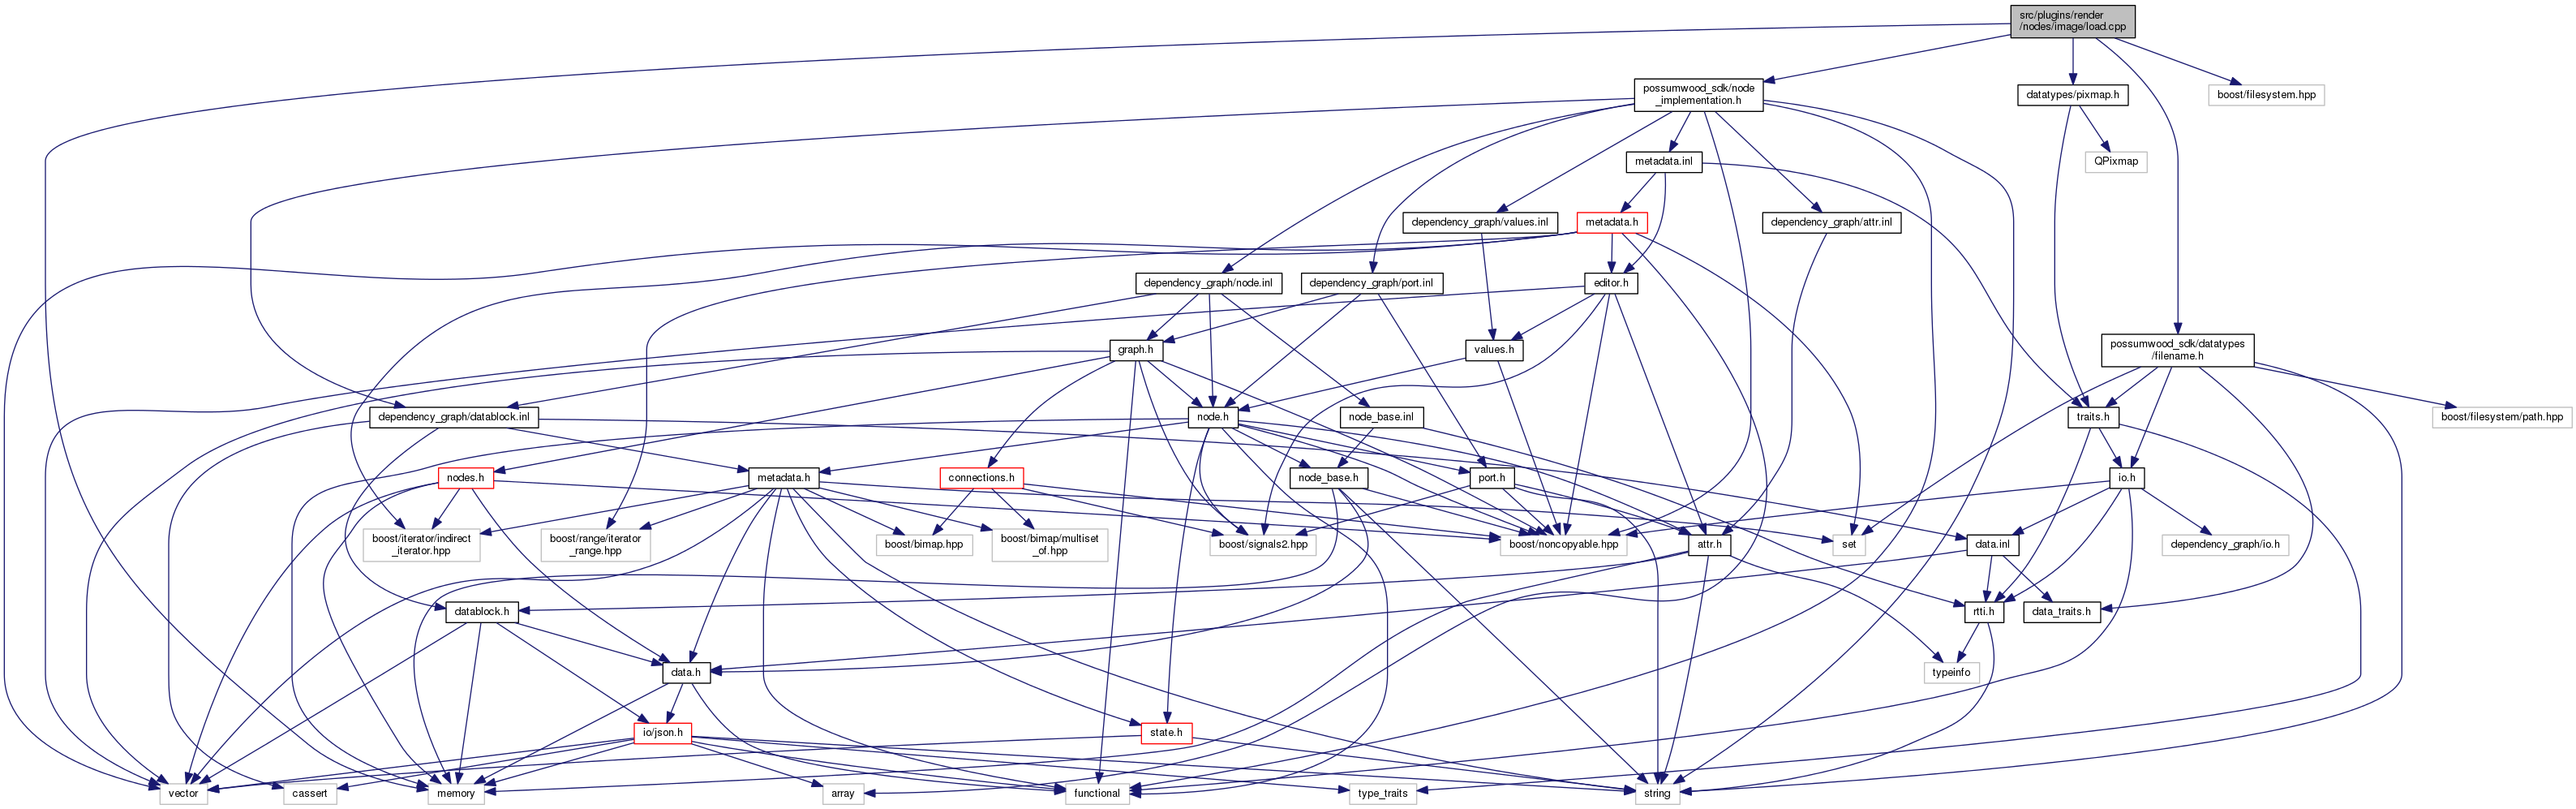 src/plugins/render
/nodes/image/load.cpp
possumwood_sdk/node
_implementation.h
datatypes/pixmap.h
boost/filesystem.hpp
metadata.inl
QPixmap
dependency_graph/values.inl
metadata.h
dependency_graph/attr.inl
dependency_graph/node.inl
dependency_graph/port.inl
editor.h
graph.h
values.h
possumwood_sdk/datatypes
/filename.h
dependency_graph/datablock.inl
node.h
node_base.inl
traits.h
boost/filesystem/path.hpp
nodes.h
metadata.h
connections.h
node_base.h
port.h
io.h
boost/iterator/indirect
_iterator.hpp
boost/range/iterator
_range.hpp
boost/bimap.hpp
boost/bimap/multiset
_of.hpp
boost/signals2.hpp
boost/noncopyable.hpp
attr.h
set
data.inl
dependency_graph/io.h
datablock.h
rtti.h
data_traits.h
data.h
typeinfo
io/json.h
state.h
vector
cassert
memory
type_traits
array
functional
string